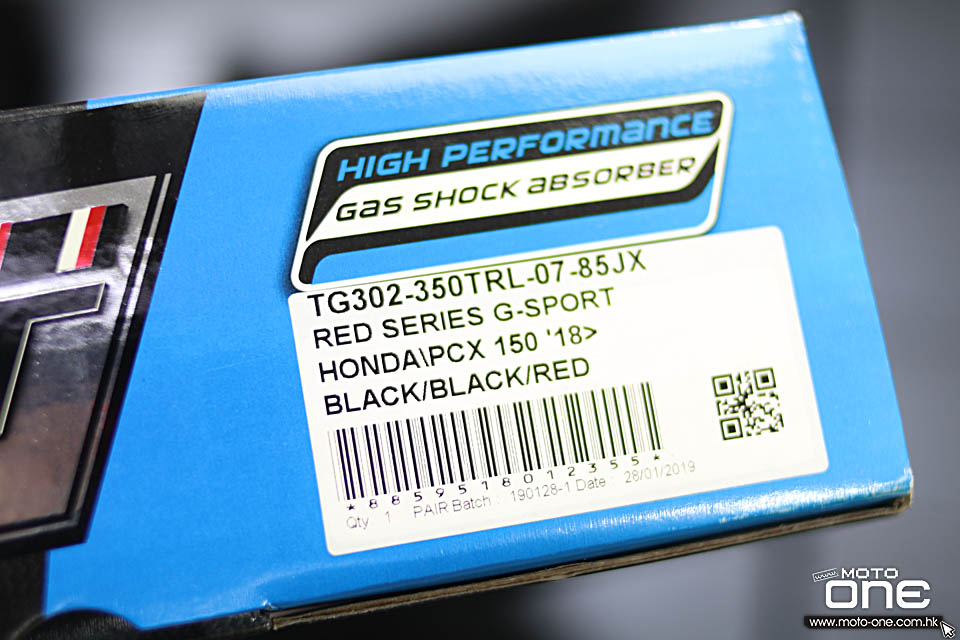 HIGH PERFORMANCE
GAS SHOCK ABSORBER
TG302-350TRL-07-85JX
RED SERIES G-SPORT
HONDA\PCX 150 '18>
BLACK/BLACK/RED
*8859518012355*
Qty 1 PAIR Batch : 190128-1 Date 28/01/2019
www. MOTO
ONE
www.moto-one.com.hk